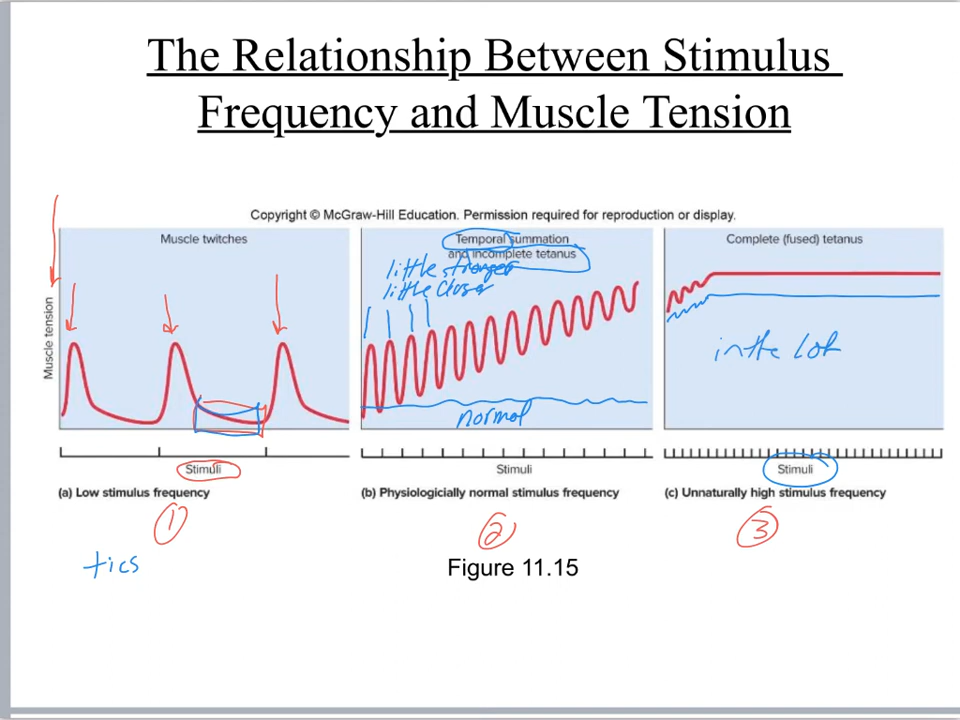 The Relationship Between Stimulus
Frequency and Muscle Tension
Copyright © McGraw-Hill Education. Permission required for reproduction or display.
Muscle twitches
Temporal summation
and incomplete tetanus
Complete (fused) tetanus
little stronger
little closer
in the Lab
Muscle tension
normal
Stimuli
Stimuli
Stimuli
(a) Low stimulus frequency
(b) Physiologicially normal stimulus frequency
(c) Unnaturally high stimulus frequency
1
2
3
tics
Figure 11.15